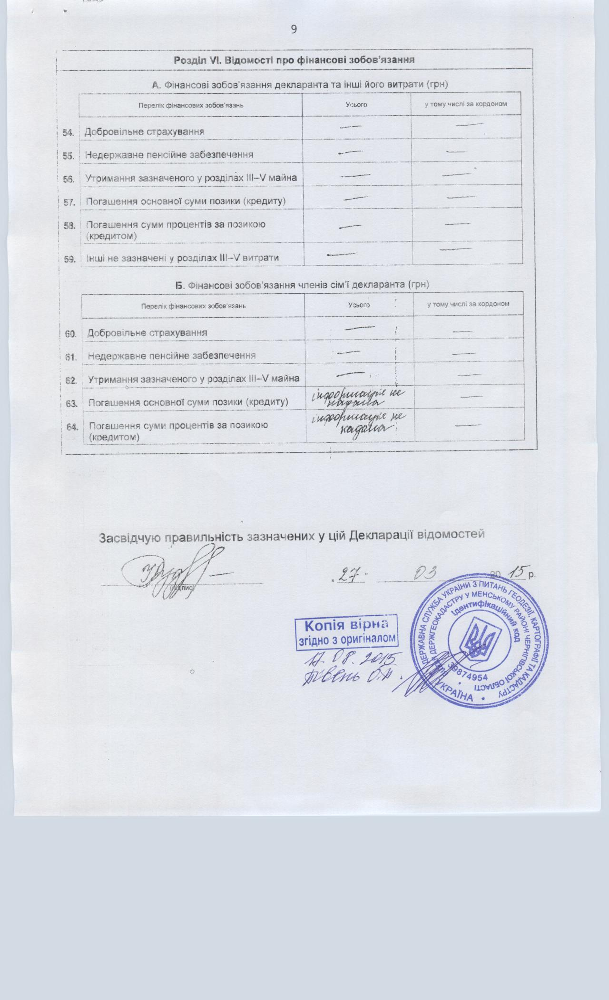 9
Розділ VI. Відомості про фінансові зобов'язання
А. Фінансові зобов'язання декларанта та інші його витрати (грн)
Перелік фінансових зобов'язань Усього у тому числі за кордоном
54. Добровільне страхування — —
55. Недержавне пенсійне забезпечення — —
56. Утримання зазначеного у розділах III–V майна — —
57. Погашення основної суми позики (кредиту) — —
58. Погашення суми процентів за позикою — —
(кредитом)
59. Інші не зазначені у розділах III–V витрати — —
Б. Фінансові зобов'язання членів сім'ї декларанта (грн)
Перелік фінансових зобов'язань Усього у тому числі за кордоном
60. Добровільне страхування — —
61. Недержавне пенсійне забезпечення — —
62. Утримання зазначеного у розділах III–V майна — —
63. Погашення основної суми позики (кредиту) інформація не —
надана
64. Погашення суми процентів за позикою інформація не —
(кредитом) надана
Засвідчую правильність зазначених у цій Декларації відомостей
„ 27 " 03 20 15 р.
(підпис)
Копія вірна
згідно з оригіналом
17.08.2015
Півень О.П.
ДЕРЖАВНА СЛУЖБА УКРАЇНИ З ПИТАНЬ ГЕОДЕЗІЇ, КАРТОГРАФІЇ ТА КАДАСТРУ
ДЕРЖГЕОКАДАСТРУ У МЕНСЬКОМУ РАЙОНІ ЧЕРНІГІВСЬКОЇ ОБЛАСТІ
Ідентифікаційний код
39874954
* УКРАЇНА *